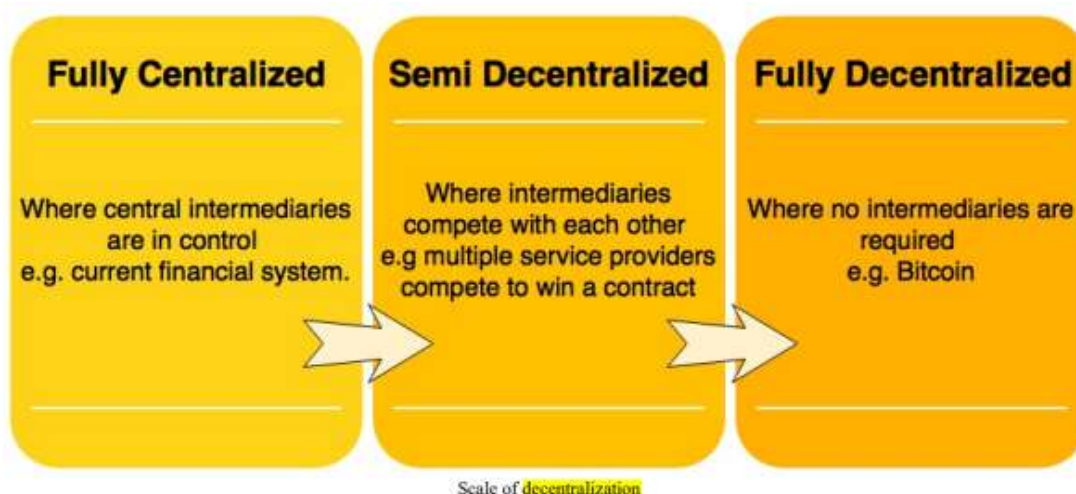 Fully Centralized
Where central intermediaries
are in control
e.g. current financial system.
Semi Decentralized
Where intermediaries
compete with each other
e.g multiple service providers
compete to win a contract
Fully Decentralized
Where no intermediaries are
required
e.g. Bitcoin
Scale of decentralization